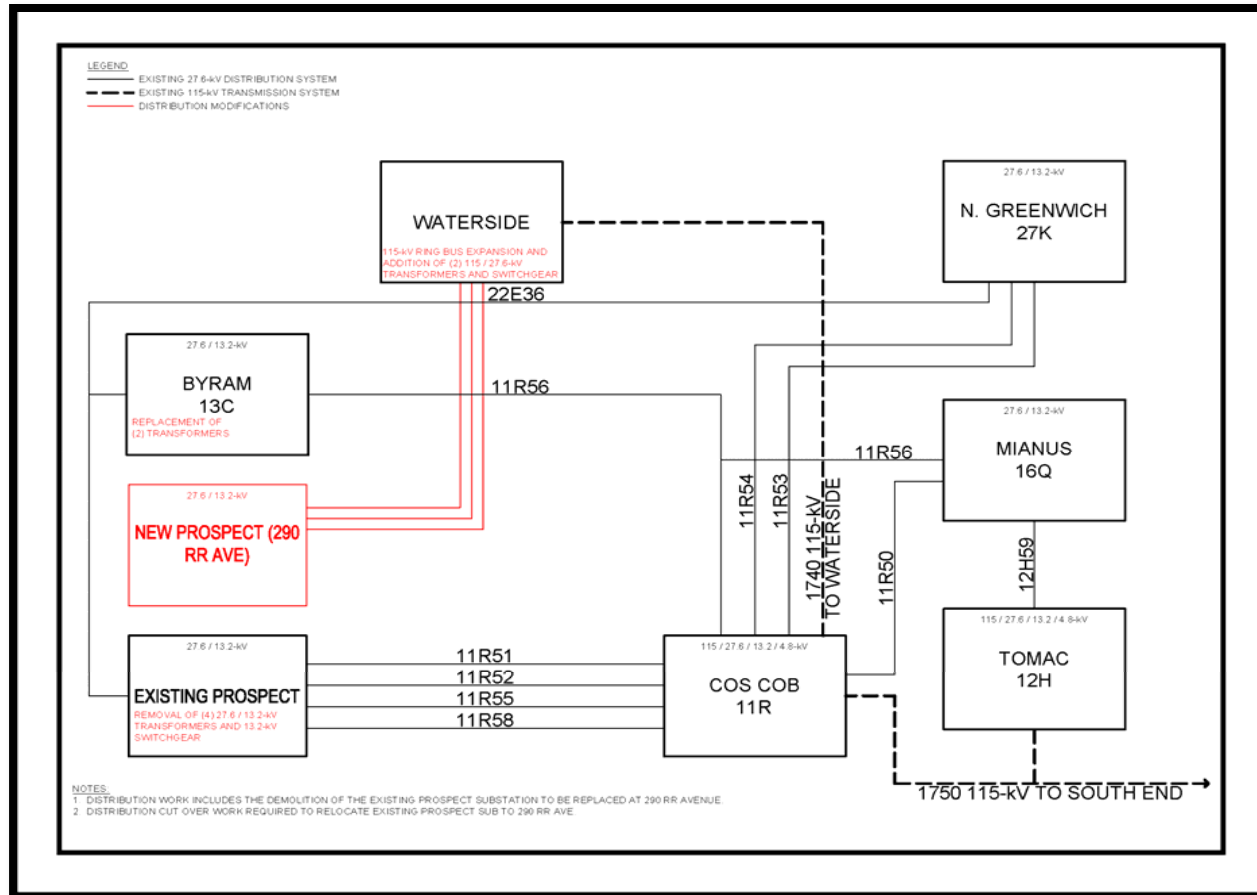 LEGEND
EXISTING 27.6-kV DISTRIBUTION SYSTEM
EXISTING 115-kV TRANSMISSION SYSTEM
DISTRIBUTION MODIFICATIONS
WATERSIDE
115-kV RING BUS EXPANSION AND
ADDITION OF (2) 115 / 27.6-kV
TRANSFORMERS AND SWITCHGEAR
27.6 / 13.2-kV
N. GREENWICH
27K
22E36
27.6 / 13.2-kV
BYRAM
13C
REPLACEMENT OF
(2) TRANSFORMERS
11R56
27.6 / 13.2-kV
MIANUS
16Q
11R56
11R54
11R53
1740 115-kV
TO WATERSIDE
11R50
12H59
27.6 / 13.2-kV
NEW PROSPECT (290
RR AVE)
27.6 / 13.2-kV
EXISTING PROSPECT
REMOVAL OF (4) 27.6 / 13.2-kV
TRANSFORMERS AND 13.2-kV
SWITCHGEAR
11R51
11R52
11R55
11R58
115 / 27.6 / 13.2 / 4.8-kV
COS COB
11R
115 / 27.6 / 13.2 / 4.8-kV
TOMAC
12H
1750 115-kV TO SOUTH END
NOTES
1. DISTRIBUTION WORK INCLUDES THE DEMOLITION OF THE EXISTING PROSPECT SUBSTATION TO BE REPLACED AT 290 RR AVENUE.
2. DISTRIBUTION CUT OVER WORK REQUIRED TO RELOCATE EXISTING PROSPECT SUB TO 290 RR AVE